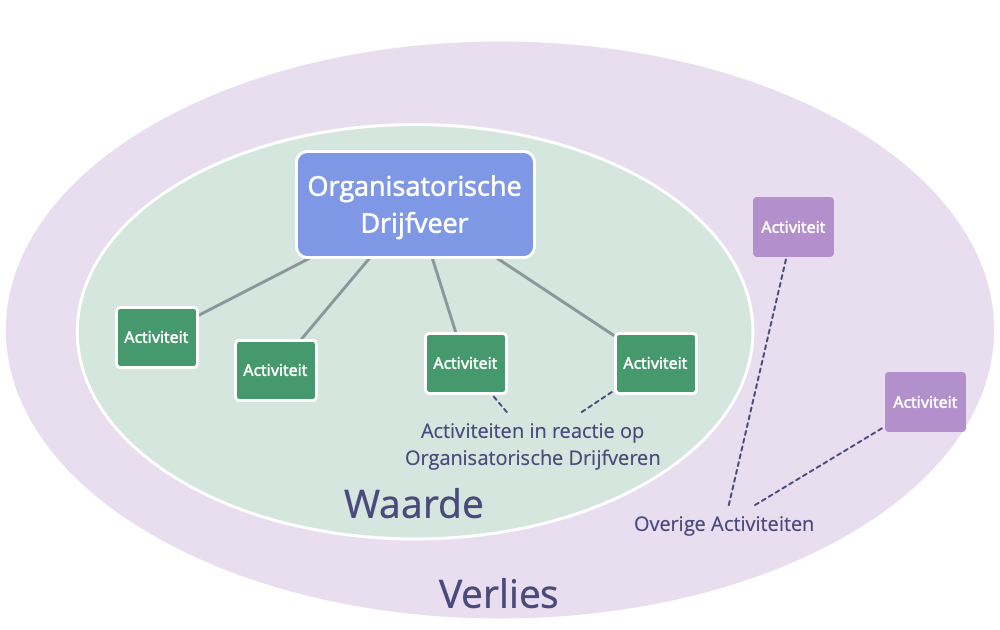 Organisatorische
Drijfveer
Activiteit
Activiteit
Activiteit
Activiteit
Activiteit
Activiteit
Activiteiten in reactie op
Organisatorische Drijfveren
Waarde
Overige Activiteiten
Verlies